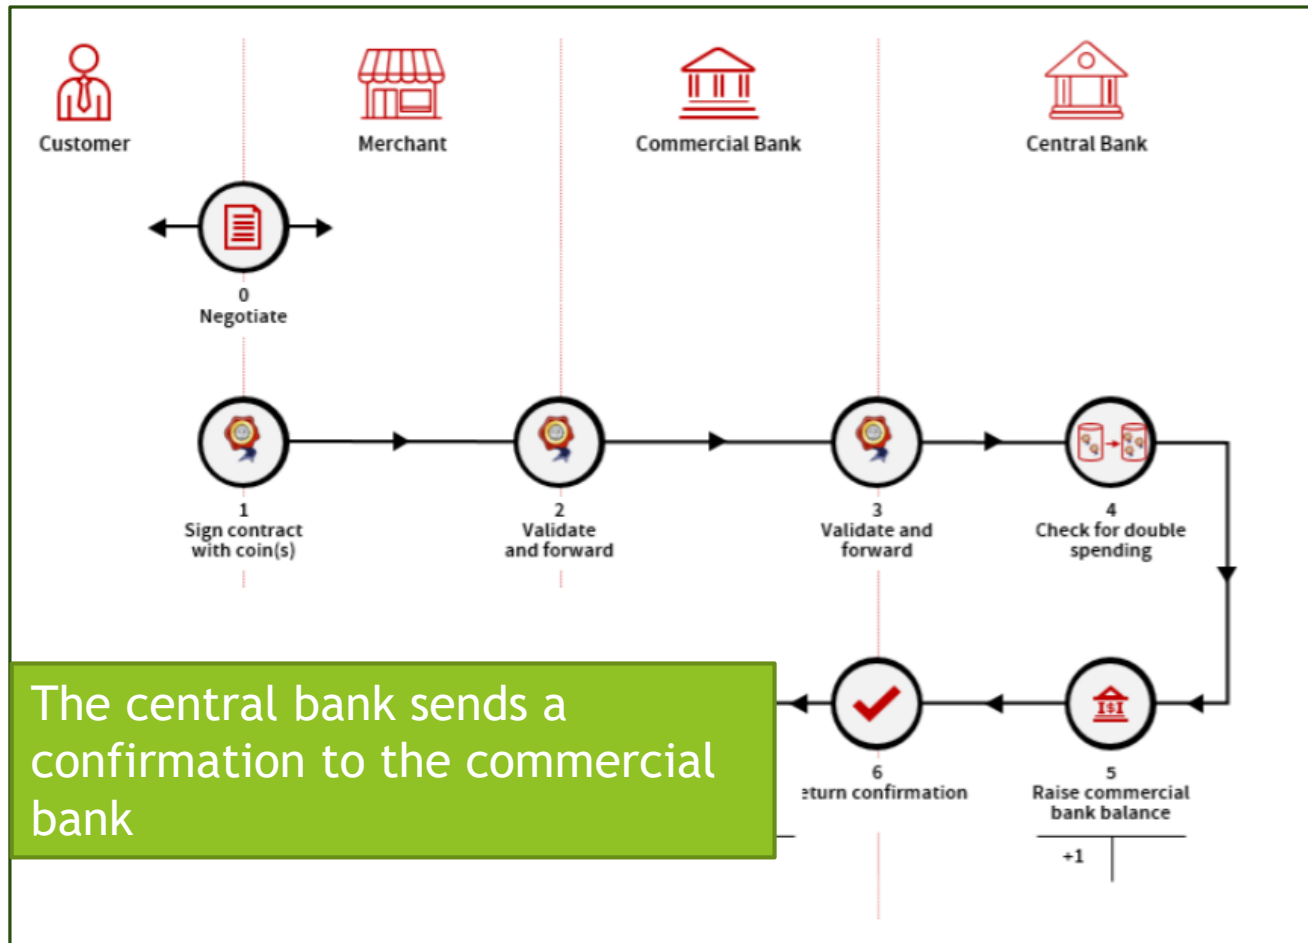 Customer
Merchant
Commercial Bank
Central Bank
0
Negotiate
1
Sign contract
with coin(s)
2
Validate
and forward
3
Validate and
forward
4
Check for double
spending
The central bank sends a
confirmation to the commercial
bank
6
eturn confirmation
5
Raise commercial
bank balance
+1